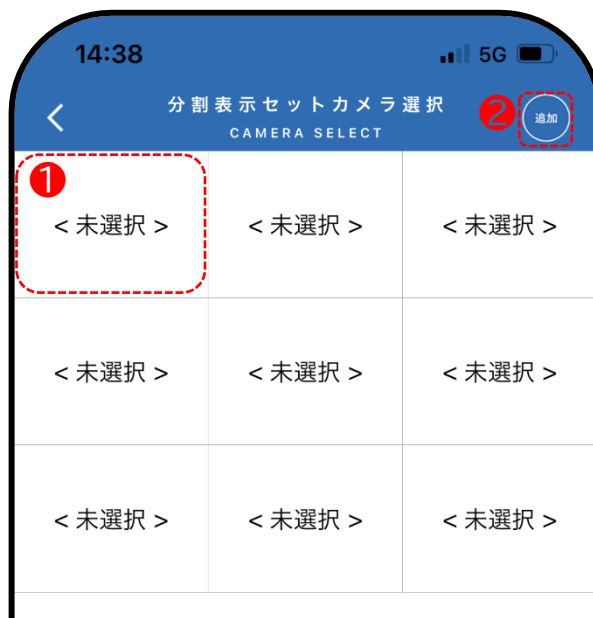 14:38 5G
分割表示セットカメラ選択 2 追加
CAMERA SELECT
1
< 未選択 > < 未選択 > < 未選択 >
< 未選択 > < 未選択 > < 未選択 >
< 未選択 > < 未選択 > < 未選択 >